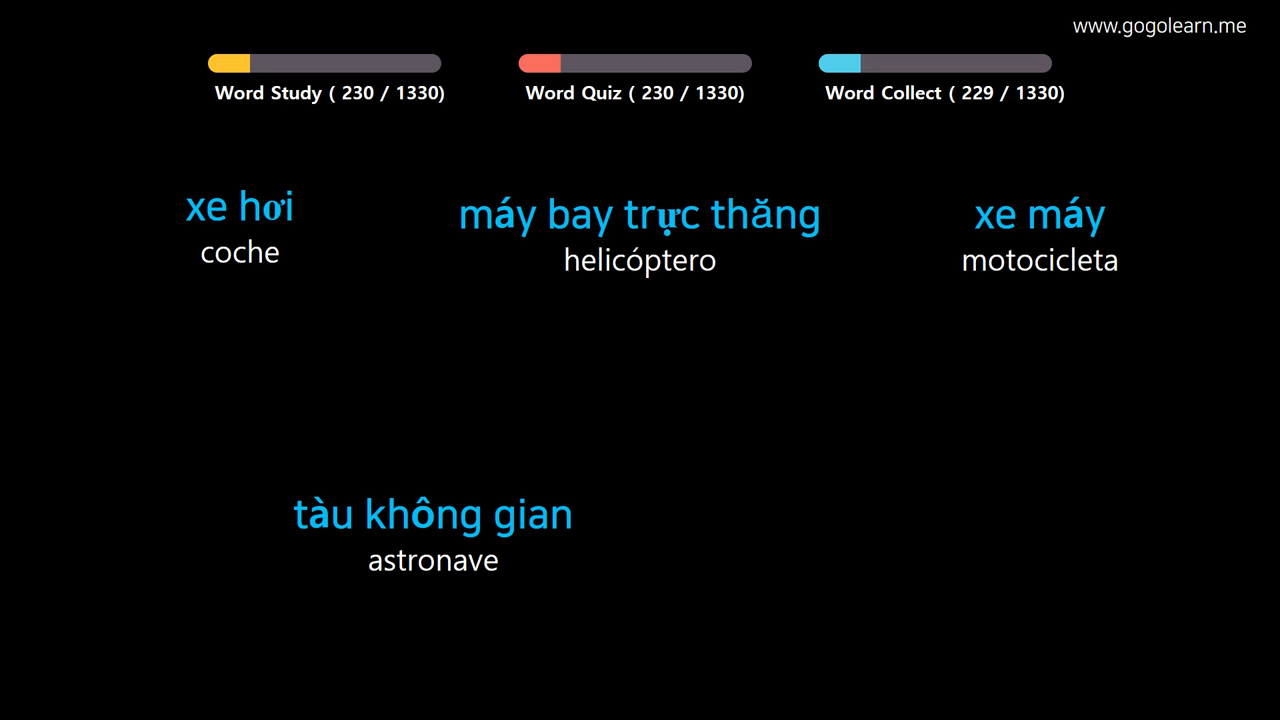 www.gogolearn.me
Word Study ( 230 / 1330)
Word Quiz ( 230 / 1330)
Word Collect ( 229 / 1330)
xe hơi
coche
máy bay trực thăng
helicóptero
xe máy
motocicleta
tàu không gian
astronave